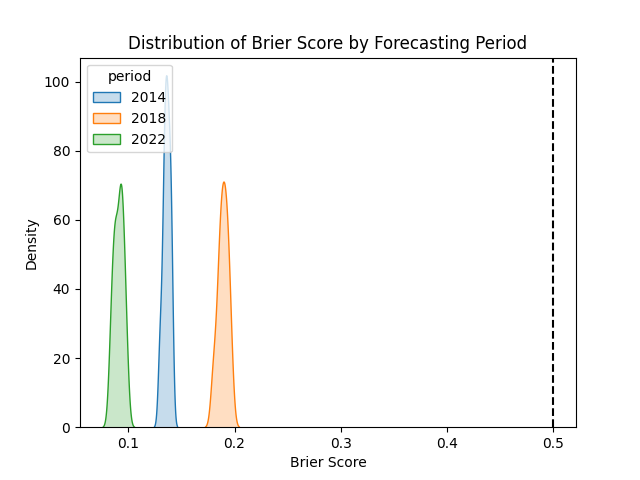 Distribution of Brier Score by Forecasting Period
period
2014
2018
2022
100
80
60
40
20
0
Density
0.1 0.2 0.3 0.4 0.5
Brier Score